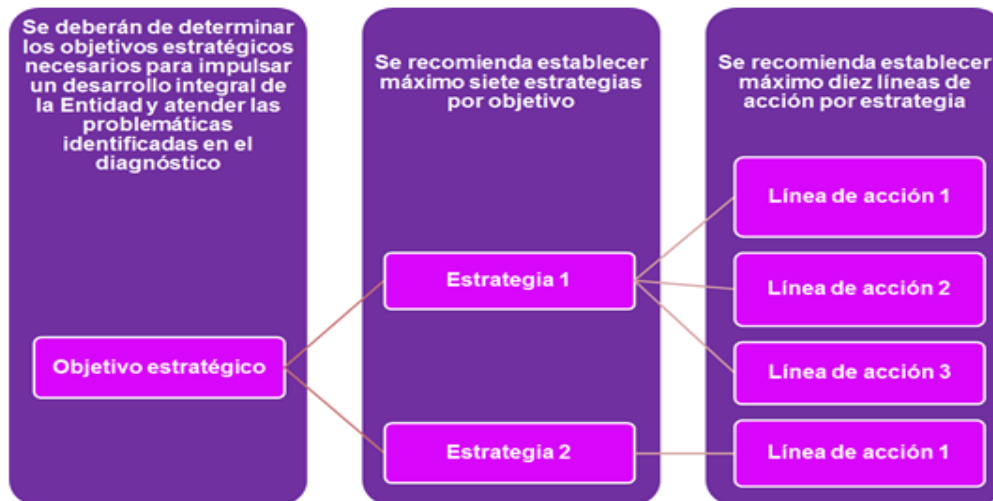 Se deberán de determinar
los objetivos estratégicos
necesarios para impulsar
un desarrollo integral de
la Entidad y atender las
problemáticas
identificadas en el
diagnóstico
Objetivo estratégico
Se recomienda establecer
máximo siete estrategias
por objetivo
Estrategia 1
Estrategia 2
Se recomienda establecer
máximo diez líneas de
acción por estrategia
Línea de acción 1
Línea de acción 2
Línea de acción 3
Línea de acción 1